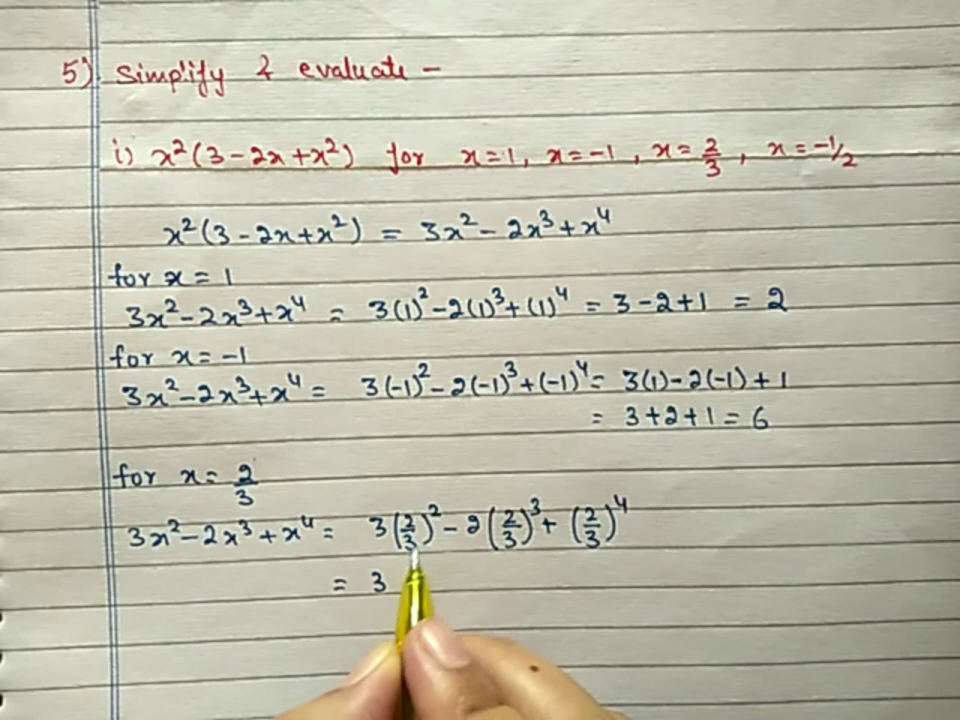 5) Simplify & evaluate -
i) x²(3-2x+x²) for x=1, x=-1, x=2/3, x=-1/2
x²(3-2x+x²) = 3x²-2x³+x⁴
for x = 1
3x²-2x³+x⁴ = 3(1)²-2(1)³+(1)⁴ = 3-2+1 = 2
for x = -1
3x²-2x³+x⁴ = 3(-1)²-2(-1)³+(-1)⁴ = 3(1)-2(-1)+1
= 3+2+1 = 6
for x = 2/3
3x²-2x³+x⁴ = 3(2/3)²-2(2/3)³+(2/3)⁴
= 3